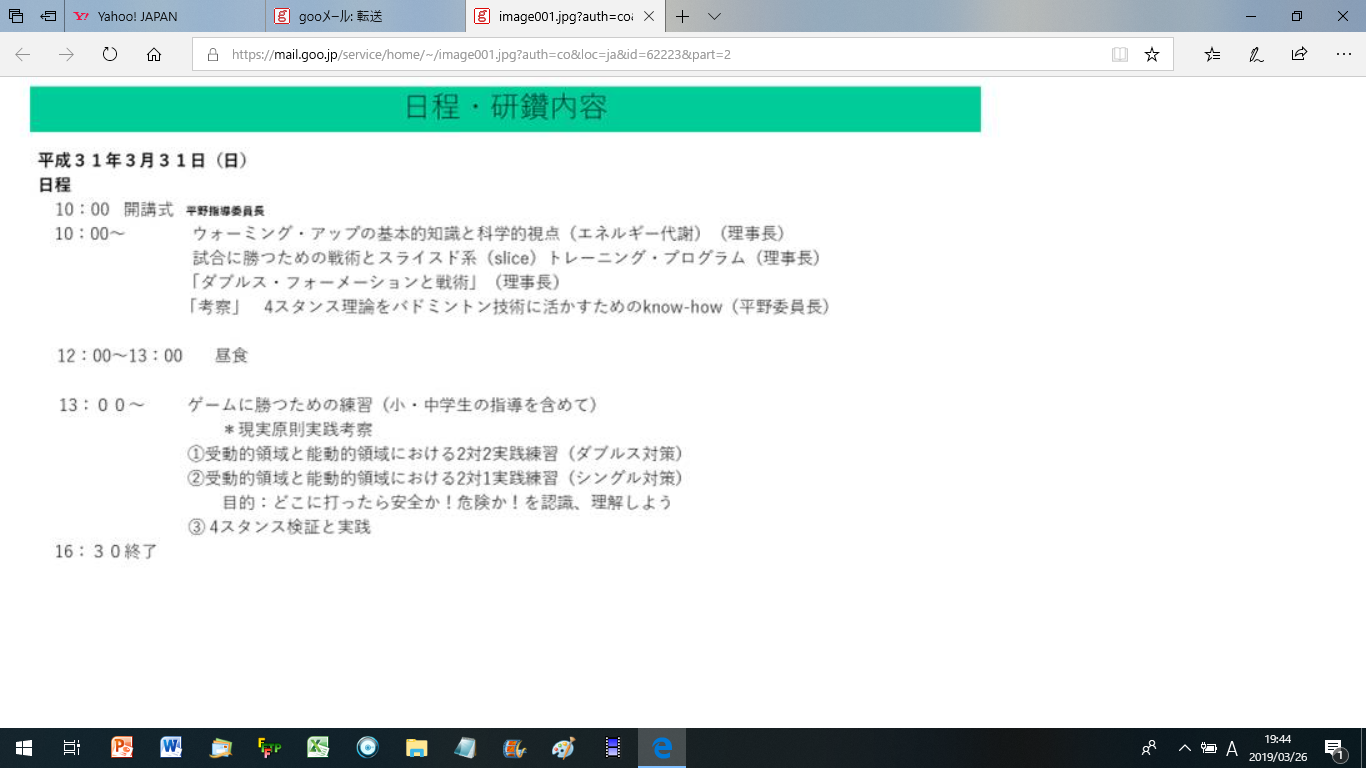 Yahoo! JAPAN
gooメール: 転送
image001.jpg?auth=co&
https://mail.goo.jp/service/home/~/image001.jpg?auth=co&loc=ja&id=62223&part=2
日程・研鑽内容
平成３１年３月３１日（日）
日程
10：00 開講式 平野指導委員長
10：00～ ウォーミング・アップの基本的知識と科学的視点（エネルギー代謝）（理事長）
試合に勝つための戦術とスライスド系（slice）トレーニング・プログラム（理事長）
「ダブルス・フォーメーションと戦術」（理事長）
「考察」 4スタンス理論をバドミントン技術に活かすためのknow-how（平野委員長）
12：00～13：00 昼食
13：００～ ゲームに勝つための練習（小・中学生の指導を含めて）
＊現実原則実践考察
①受動的領域と能動的領域における2対2実践練習（ダブルス対策）
②受動的領域と能動的領域における2対1実践練習（シングル対策）
目的：どこに打ったら安全か！危険か！を認識、理解しよう
③ 4スタンス検証と実践
16：３０終了
A
19:44
2019/03/26
1